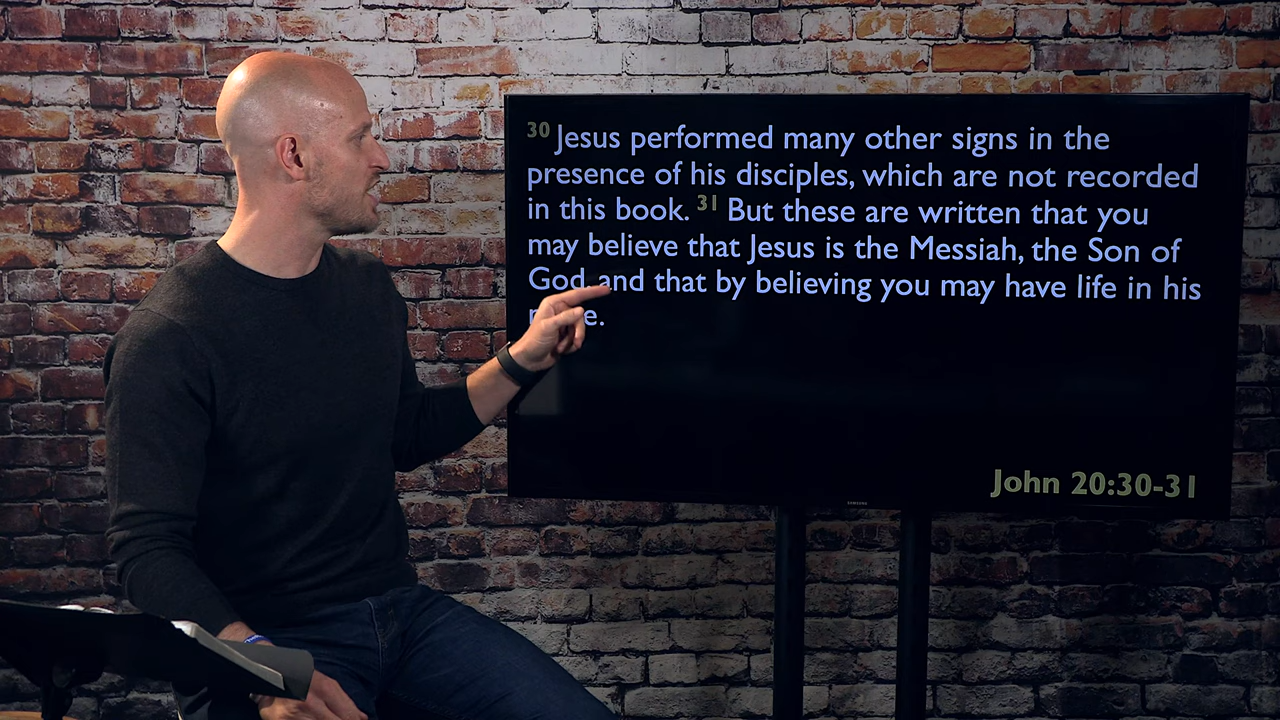 30 Jesus performed many other signs in the
presence of his disciples, which are not recorded
in this book. 31 But these are written that you
may believe that Jesus is the Messiah, the Son of
God, and that by believing you may have life in his
John 20:30-31
SAMSUNG